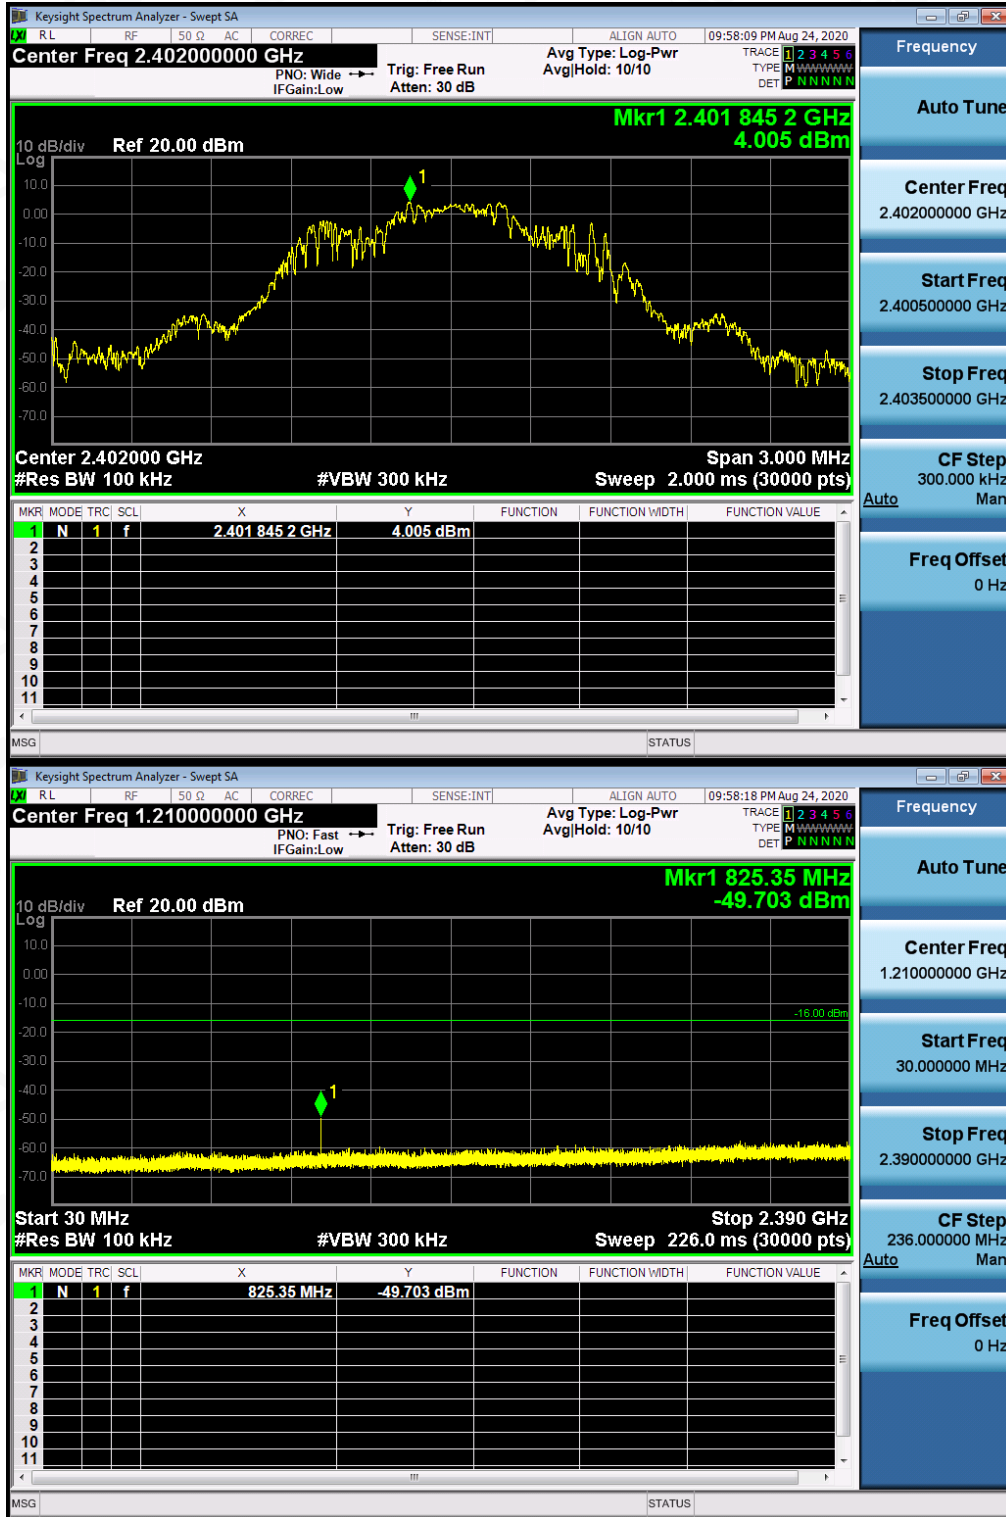 Keysight Spectrum Analyzer - Swept SA
LXI RL RF 50 Ω AC CORREC SENSE:INT ALIGN AUTO 09:58:09 PM Aug 24, 2020
Center Freq 2.402000000 GHz Avg Type: Log-Pwr TRACE 1 2 3 4 5 6
PNO: Wide Trig: Free Run Avg|Hold: 10/10 TYPE M WWWWW
IFGain:Low Atten: 30 dB DET P N N N N N
Frequency
Auto Tune
Mkr1 2.401 845 2 GHz
4.005 dBm
10 dB/div Ref 20.00 dBm
Log
10.0
0.00
-10.0
-20.0
-30.0
-40.0
-50.0
-60.0
-70.0
1
Center 2.402000 GHz Span 3.000 MHz
#Res BW 100 kHz #VBW 300 kHz Sweep 2.000 ms (30000 pts)
Center Freq
2.402000000 GHz
Start Freq
2.400500000 GHz
Stop Freq
2.403500000 GHz
CF Step
300.000 kHz
Auto Man
Freq Offset
0 Hz
MKR MODE TRC SCL X Y FUNCTION FUNCTION WIDTH FUNCTION VALUE
1 N 1 f 2.401 845 2 GHz 4.005 dBm
2
3
4
5
6
7
8
9
10
11
MSG STATUS
Keysight Spectrum Analyzer - Swept SA
LXI RL RF 50 Ω AC CORREC SENSE:INT ALIGN AUTO 09:58:18 PM Aug 24, 2020
Center Freq 1.210000000 GHz Avg Type: Log-Pwr TRACE 1 2 3 4 5 6
PNO: Fast Trig: Free Run Avg|Hold: 10/10 TYPE M WWWWW
IFGain:Low Atten: 30 dB DET P N N N N N
Frequency
Auto Tune
Mkr1 825.35 MHz
-49.703 dBm
10 dB/div Ref 20.00 dBm
Log
10.0
0.00
-10.0
-20.0
-30.0
-40.0
-50.0
-60.0
-70.0
-16.00 dBm
1
Start 30 MHz Stop 2.390 GHz
#Res BW 100 kHz #VBW 300 kHz Sweep 226.0 ms (30000 pts)
Center Freq
1.210000000 GHz
Start Freq
30.000000 MHz
Stop Freq
2.390000000 GHz
CF Step
236.000000 MHz
Auto Man
Freq Offset
0 Hz
MKR MODE TRC SCL X Y FUNCTION FUNCTION WIDTH FUNCTION VALUE
1 N 1 f 825.35 MHz -49.703 dBm
2
3
4
5
6
7
8
9
10
11
MSG STATUS